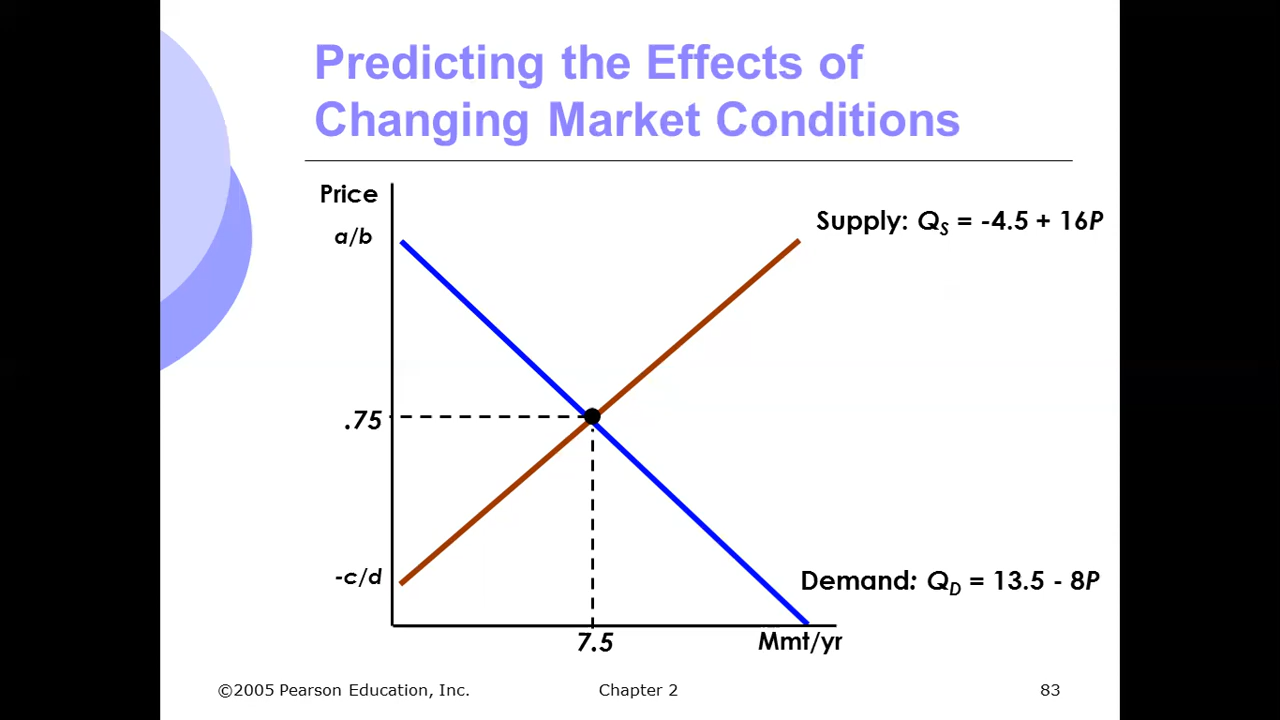 Predicting the Effects of
Changing Market Conditions
Price
a/b
Supply: QS = -4.5 + 16P
.75
-c/d
Demand: QD = 13.5 - 8P
7.5
Mmt/yr
©2005 Pearson Education, Inc.
Chapter 2
83